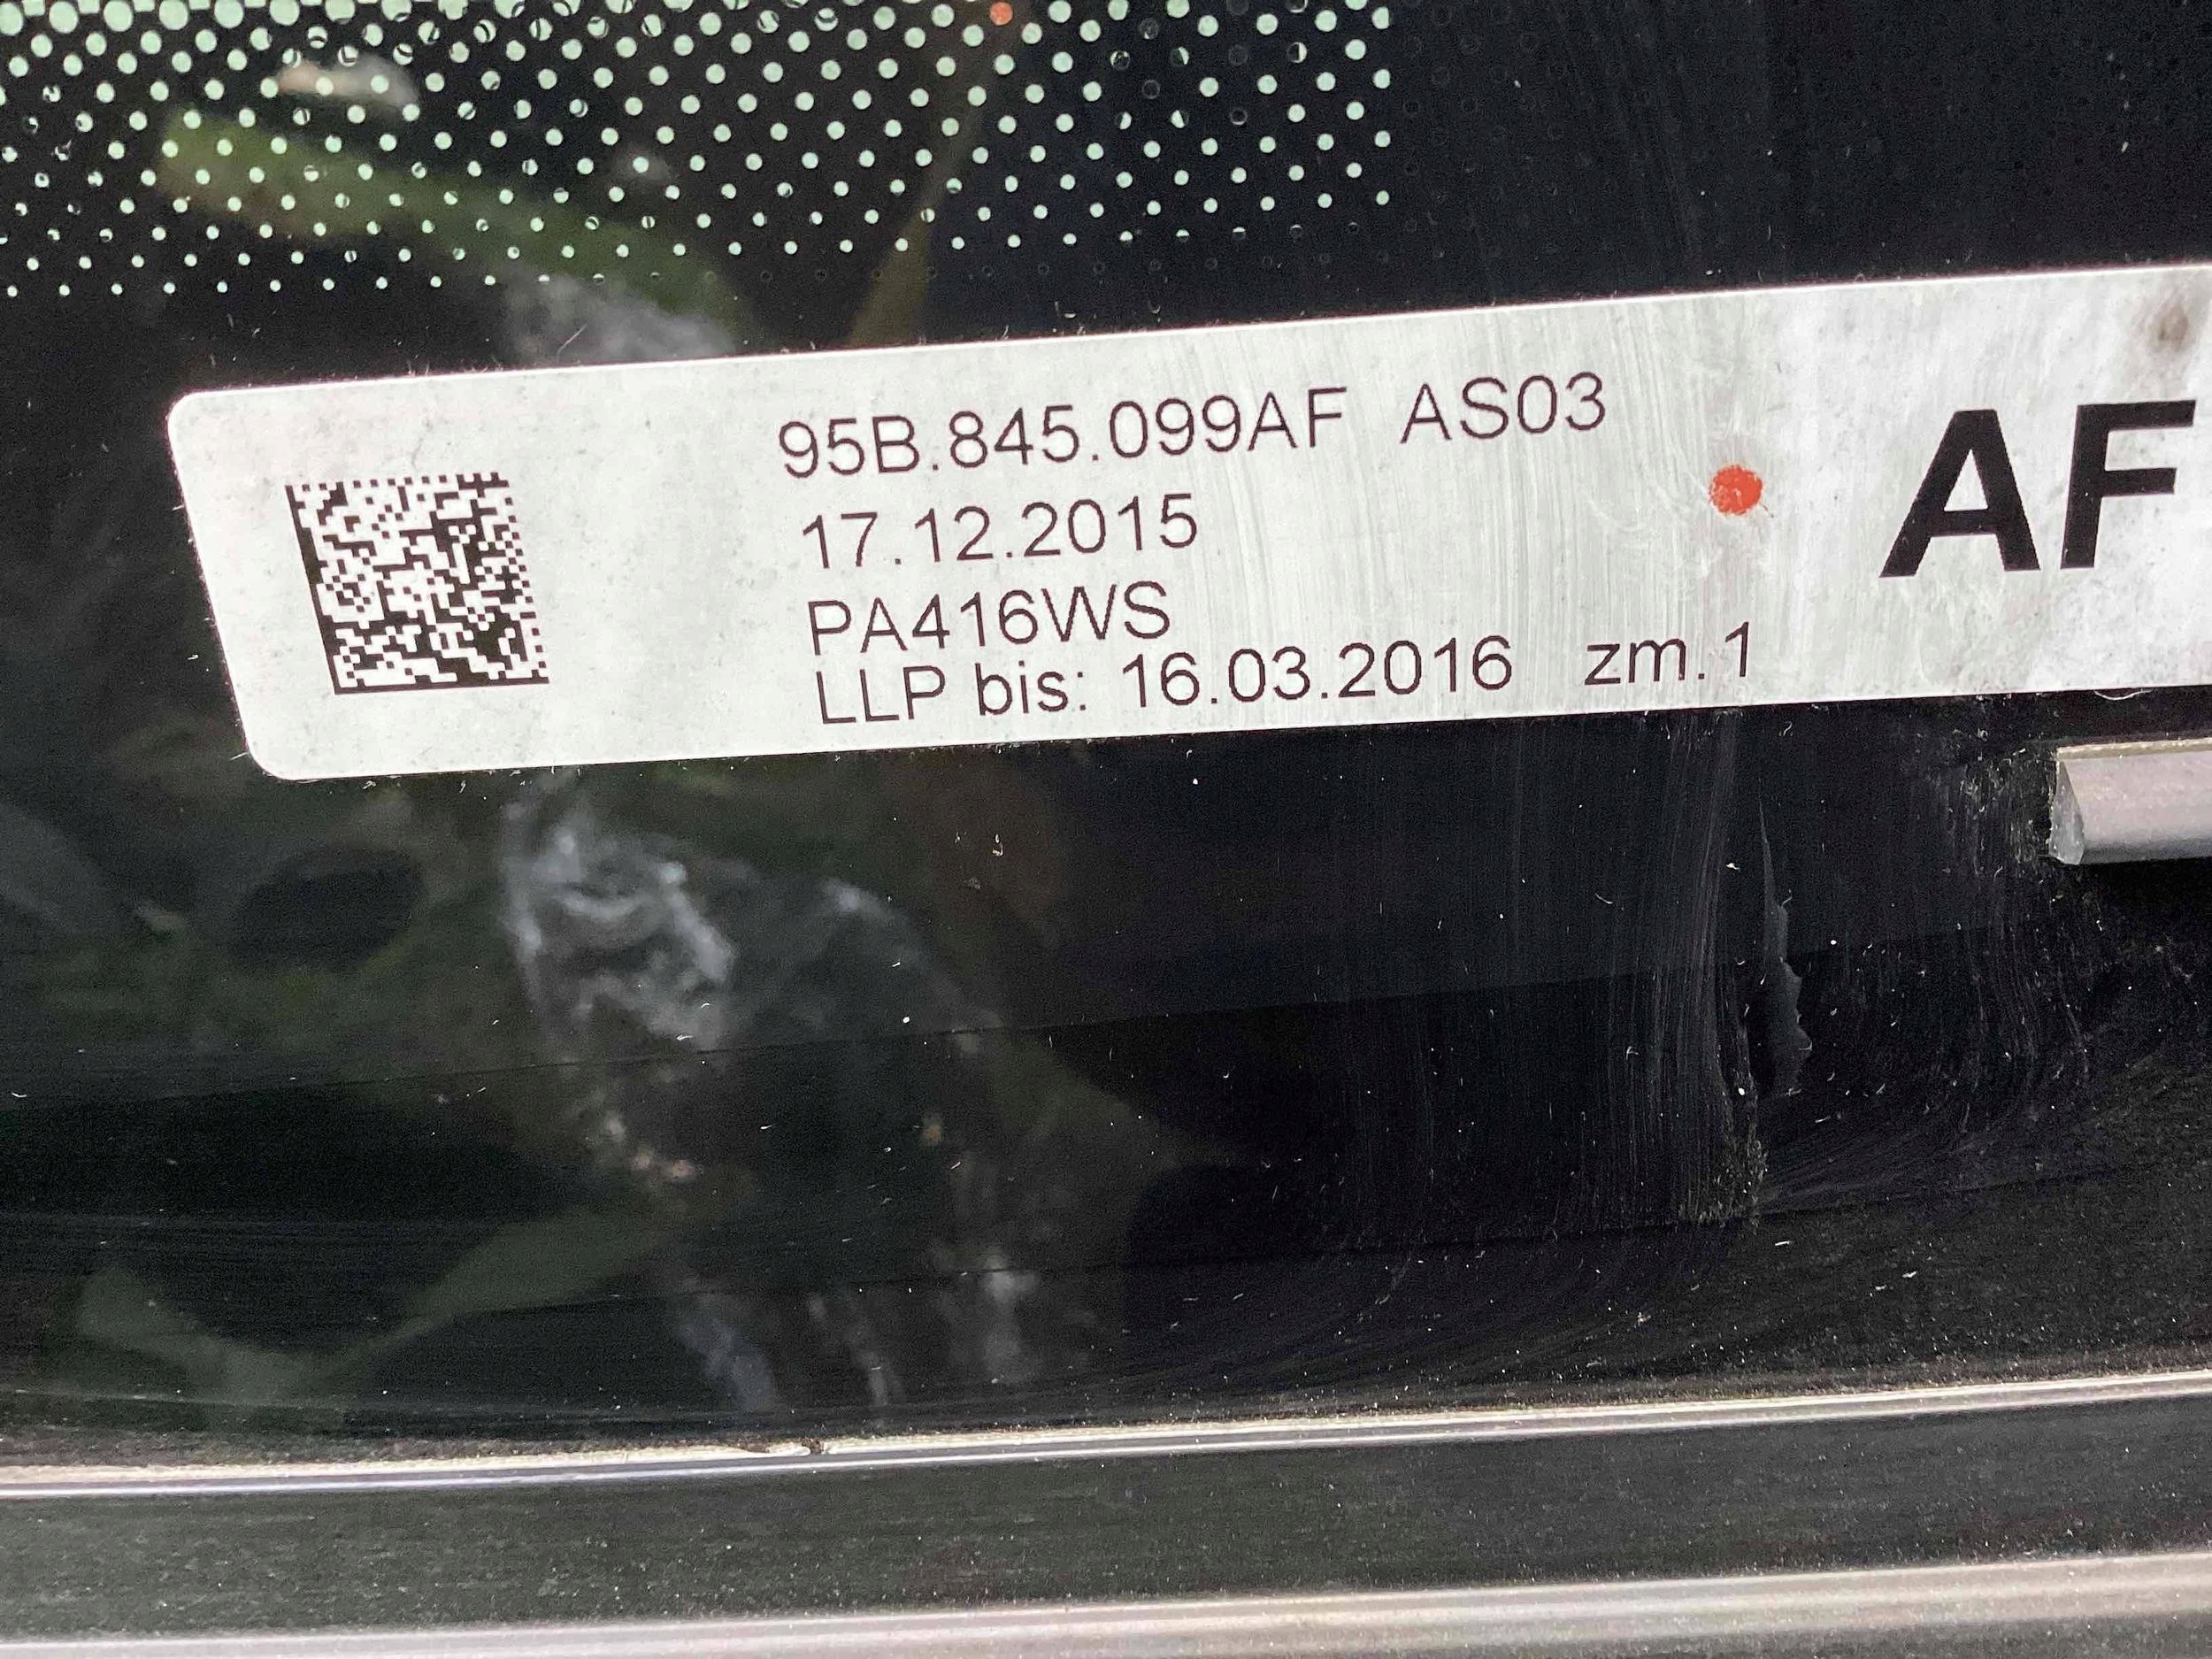 95B.845.099AF AS03
17.12.2015
PA416WS
LLP bis: 16.03.2016 zm.1
AF